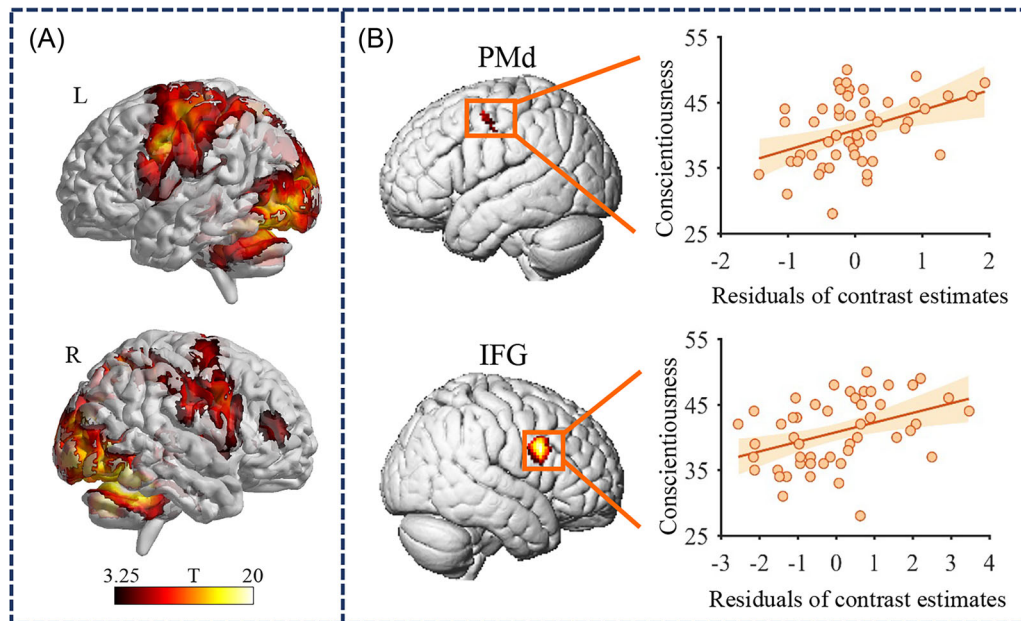 (A)
L
R
3.25 T 20
(B)
PMd
Conscientiousness
55
45
35
25
-2 -1 0 1 2
Residuals of contrast estimates
IFG
Conscientiousness
55
45
35
25
-3 -2 -1 0 1 2 3 4
Residuals of contrast estimates